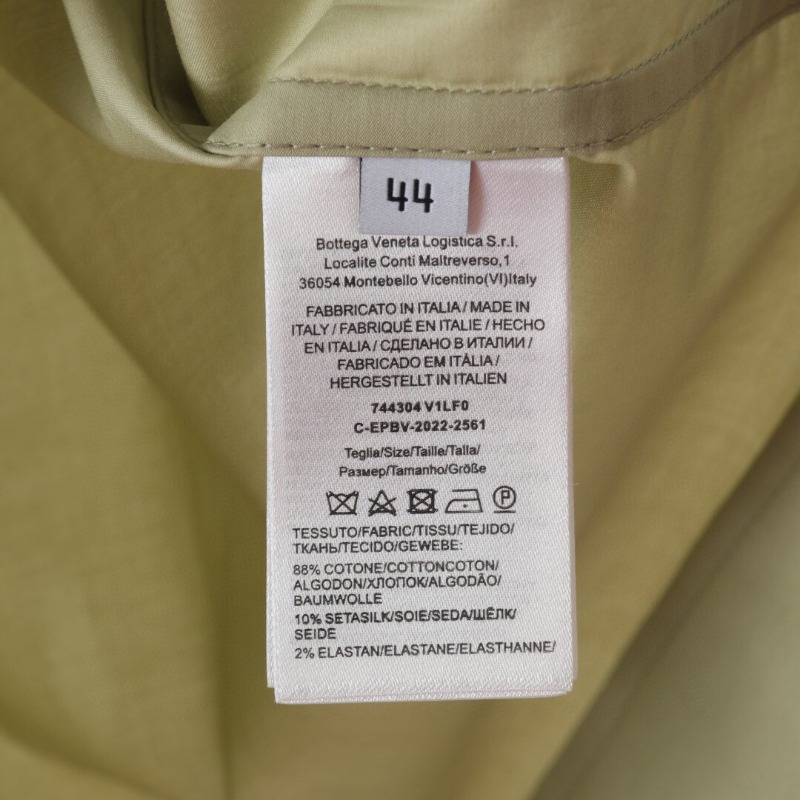 44
Bottega Veneta Logistica S.r.l.
Localite Conti Maltreverso,1
36054 Montebello Vicentino(VI)Italy
FABBRICATO IN ITALIA / MADE IN
ITALY / FABRIQUÉ EN ITALIE / HECHO
EN ITALIA / СДЕЛАНО В ИТАЛИИ /
FABRICADO EM ITÀLIA /
HERGESTELLT IN ITALIEN
744304 V1LF0
C-EPBV-2022-2561
Teglia/Size/Taille/Talla/
Размер/Tamanho/Größe
P
TESSUTO/FABRIC/TISSU/TEJIDO/
ТКАНЬ/TECIDO/GEWEBE:
88% COTONE/COTTONCOTON/
ALGODON/ХЛОПОК/ALGODÃO/
BAUMWOLLE
10% SETASILK/SOIE/SEDA/ШЁЛК/
SEIDE
2% ELASTAN/ELASTANE/ELASTHANNE/